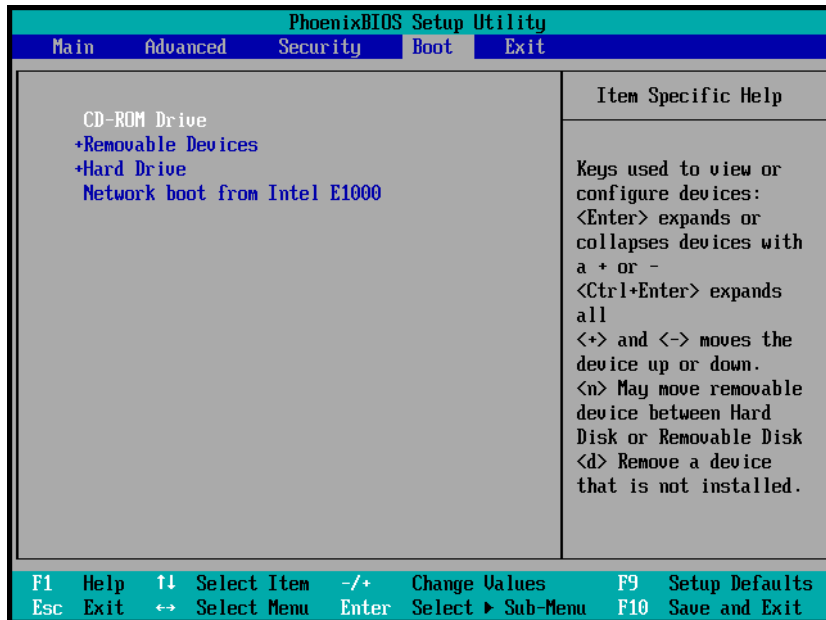 PhoenixBIOS Setup Utility
Main Advanced Security Boot Exit
CD-ROM Drive
+Removable Devices
+Hard Drive
Network boot from Intel E1000
Item Specific Help
Keys used to view or
configure devices:
<Enter> expands or
collapses devices with
a + or -
<Ctrl+Enter> expands
all
<+> and <-> moves the
device up or down.
<n> May move removable
device between Hard
Disk or Removable Disk
<d> Remove a device
that is not installed.
F1 Help ↑↓ Select Item -/+ Change Values F9 Setup Defaults
Esc Exit ↔ Select Menu Enter Select ▶ Sub-Menu F10 Save and Exit